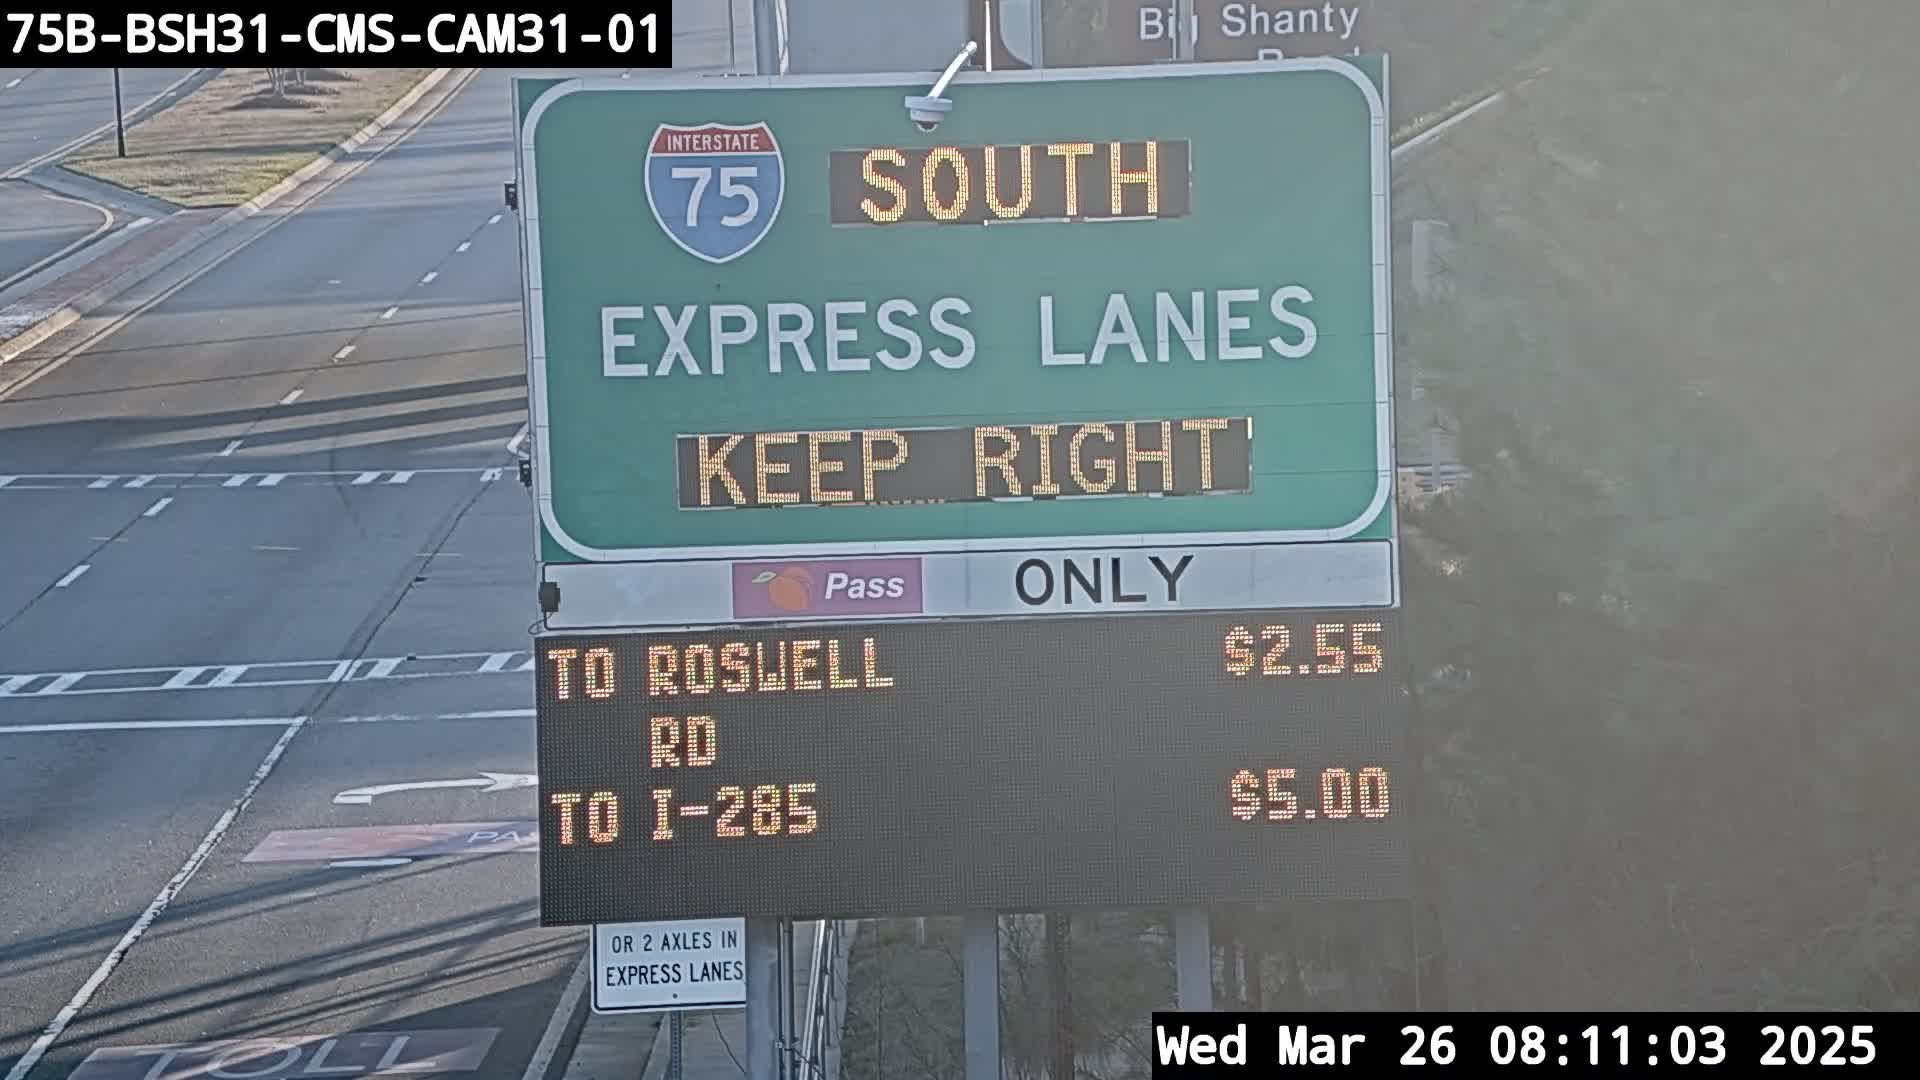 75B-BSH31-CMS-CAM31-01
Big Shanty
INTERSTATE
75
SOUTH
EXPRESS LANES
KEEP RIGHT
Pass ONLY
TO ROSWELL $2.55
RD
TO I-285 $5.00
OR 2 AXLES IN
EXPRESS LANES
TOLL
Wed Mar 26 08:11:03 2025